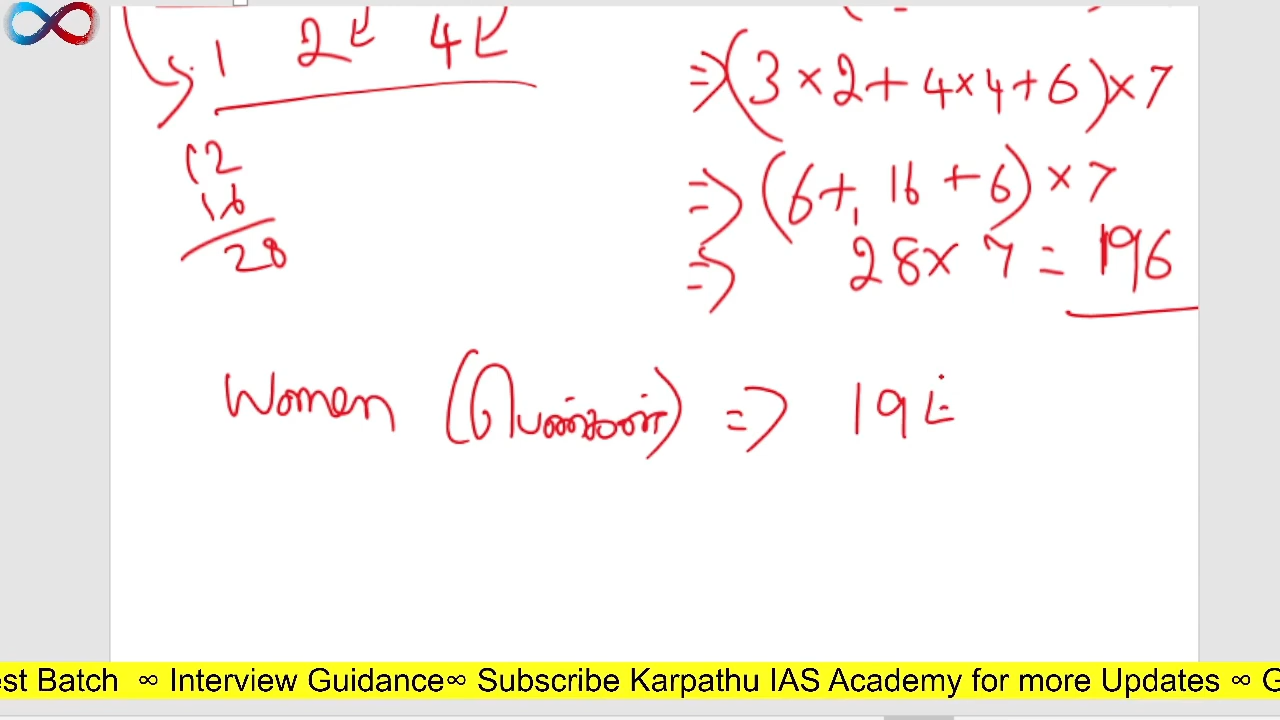 1 2 4
12
16
28
=> (3 × 2 + 4 × 4 + 6) × 7
=> (6 + 16 + 6) × 7
=> 28 × 7 = 196
Women (பெண்கள்) => 19
est Batch ∞ Interview Guidance∞ Subscribe Karpathu IAS Academy for more Updates ∞ G